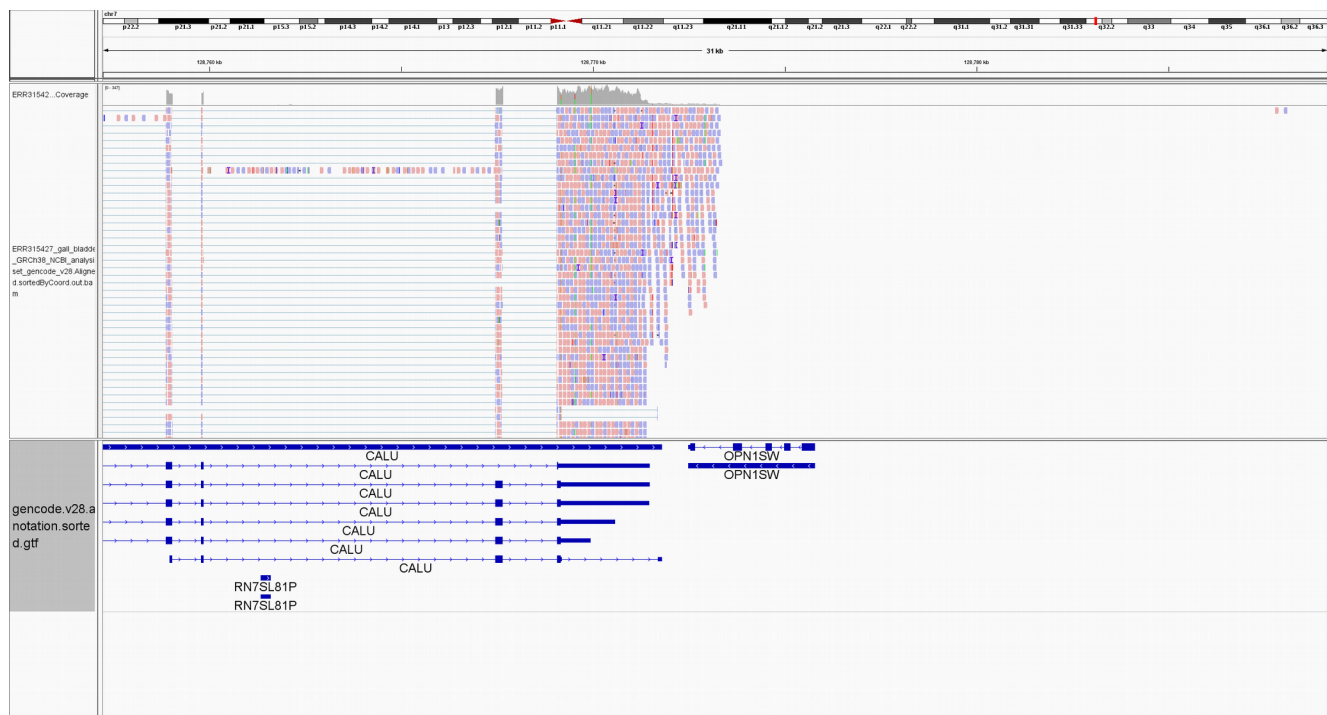 chr7
p22.2 p21.3 p21.2 p21.1 p15.3 p15.2 p14.3 p14.2 p14.1 p13 p12.3 p12.1 p11.2 p11.1 q11.21 q11.22 q11.23 q21.11 q21.12 q21.2 q21.3 q22.1 q22.2 q31.1 q31.2 q31.31 q31.33 q32.2 q33 q34 q35 q36.1 q36.2 q36.3
31 kb
128,760 kb 128,770 kb 128,780 kb
ERR31542...Coverage
[0 - 347]
ERR315427_gall_bladde
_GRCh38_NCBI_analysi
set_gencode_v28.Aligne
d.sortedByCoord.out.ba
m
CALU OPN1SW
CALU OPN1SW
CALU
CALU
gencode.v28.a
notation.sorte
d.gtf
CALU
CALU
CALU
RN7SL81P
RN7SL81P